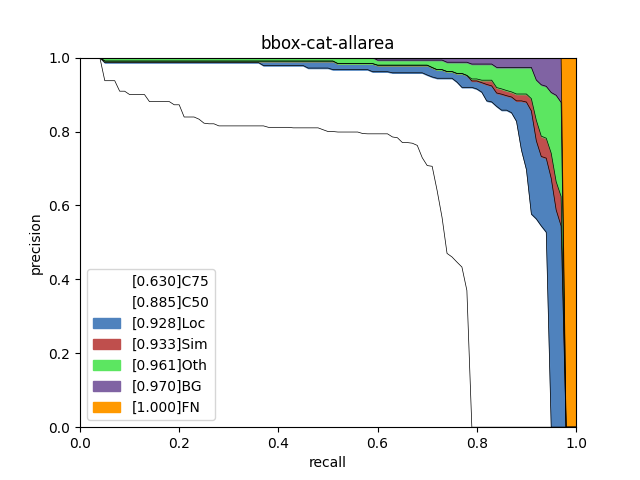 bbox-cat-allarea
precision
1.0
0.8
0.6
0.4
0.2
0.0
[0.630]C75
[0.885]C50
[0.928]Loc
[0.933]Sim
[0.961]Oth
[0.970]BG
[1.000]FN
0.0 0.2 0.4 0.6 0.8 1.0
recall